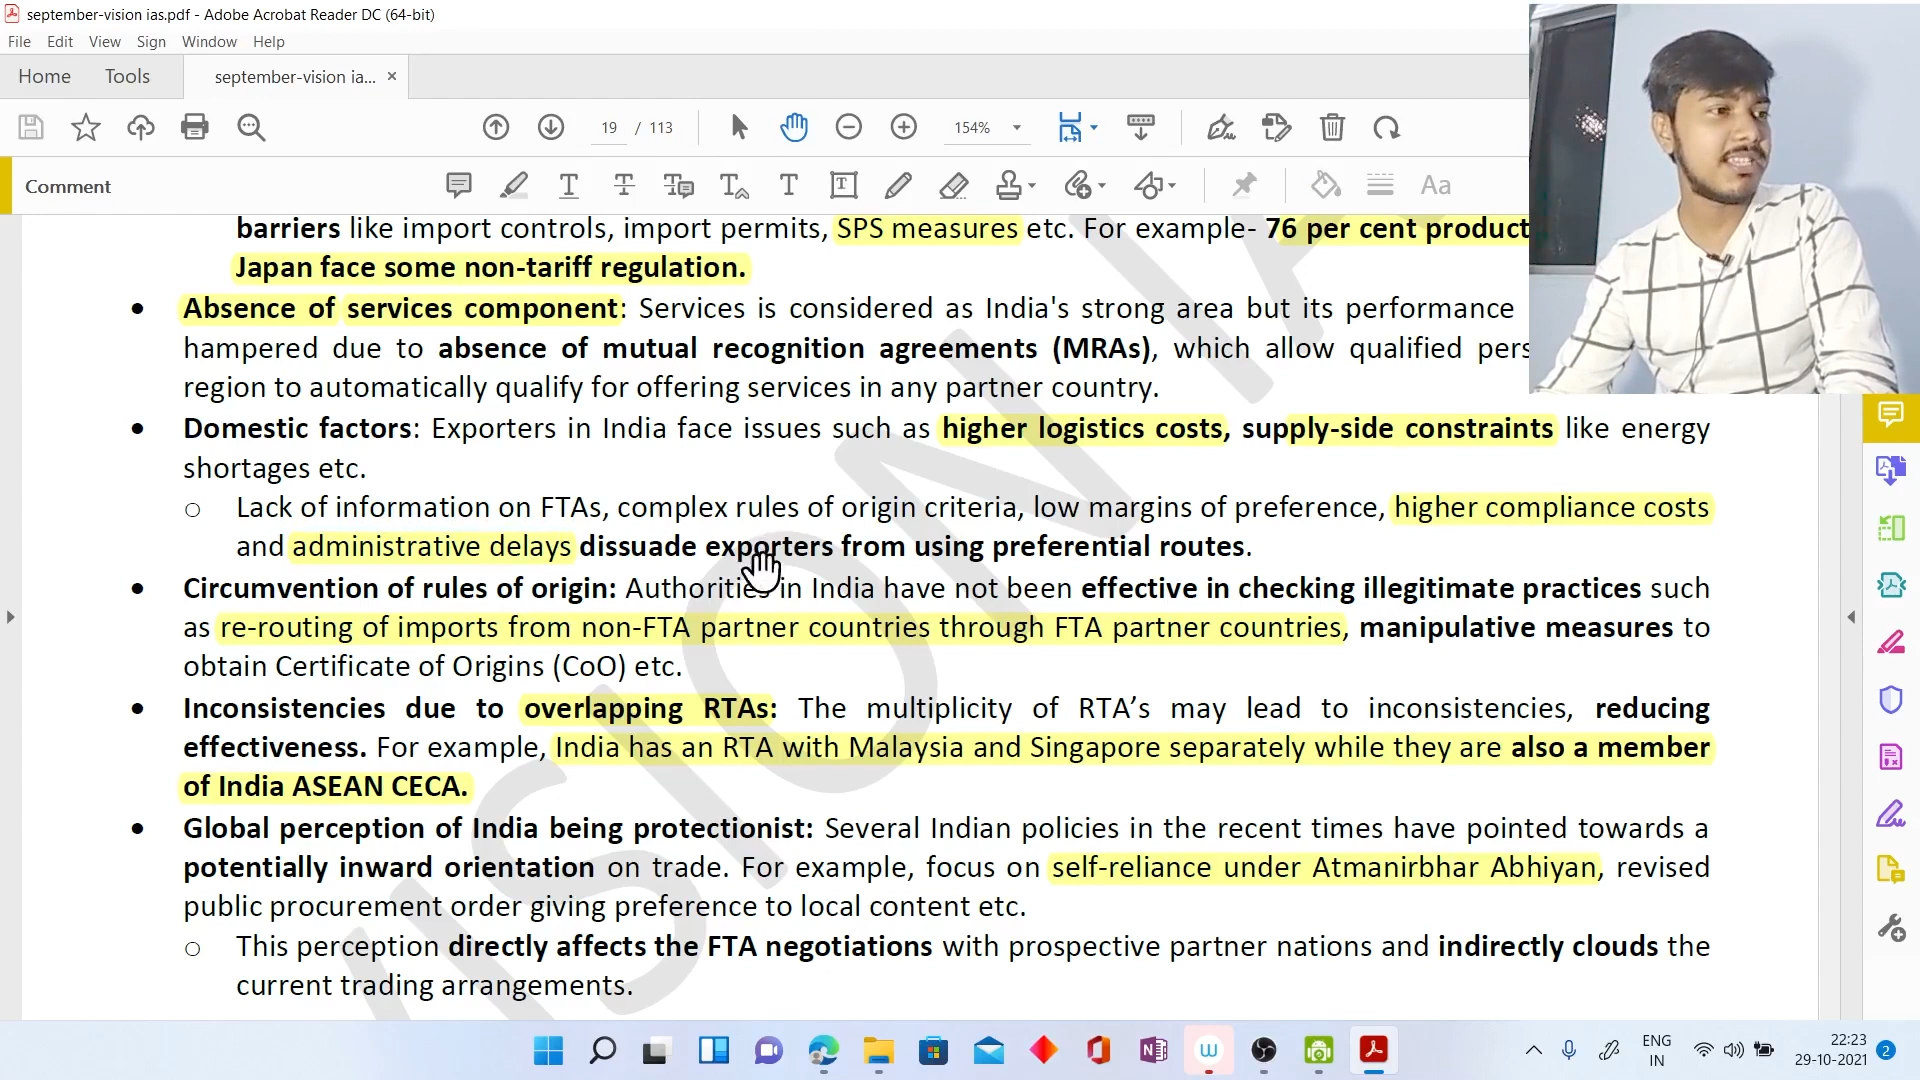 september-vision ias.pdf - Adobe Acrobat Reader DC (64-bit)
File Edit View Sign Window Help
Home Tools september-vision ia... ×
19 / 113 154%
Comment
Aa
barriers like import controls, import permits, SPS measures etc. For example- 76 per cent product
Japan face some non-tariff regulation.
• Absence of services component: Services is considered as India's strong area but its performance
hampered due to absence of mutual recognition agreements (MRAs), which allow qualified pers
region to automatically qualify for offering services in any partner country.
• Domestic factors: Exporters in India face issues such as higher logistics costs, supply-side constraints like energy
shortages etc.
o Lack of information on FTAs, complex rules of origin criteria, low margins of preference, higher compliance costs
and administrative delays dissuade exporters from using preferential routes.
• Circumvention of rules of origin: Authorities in India have not been effective in checking illegitimate practices such
as re-routing of imports from non-FTA partner countries through FTA partner countries, manipulative measures to
obtain Certificate of Origins (CoO) etc.
• Inconsistencies due to overlapping RTAs: The multiplicity of RTA’s may lead to inconsistencies, reducing
effectiveness. For example, India has an RTA with Malaysia and Singapore separately while they are also a member
of India ASEAN CECA.
• Global perception of India being protectionist: Several Indian policies in the recent times have pointed towards a
potentially inward orientation on trade. For example, focus on self-reliance under Atmanirbhar Abhiyan, revised
public procurement order giving preference to local content etc.
o This perception directly affects the FTA negotiations with prospective partner nations and indirectly clouds the
current trading arrangements.
VISION IA
ENG
IN
22:23
29-10-2021
2